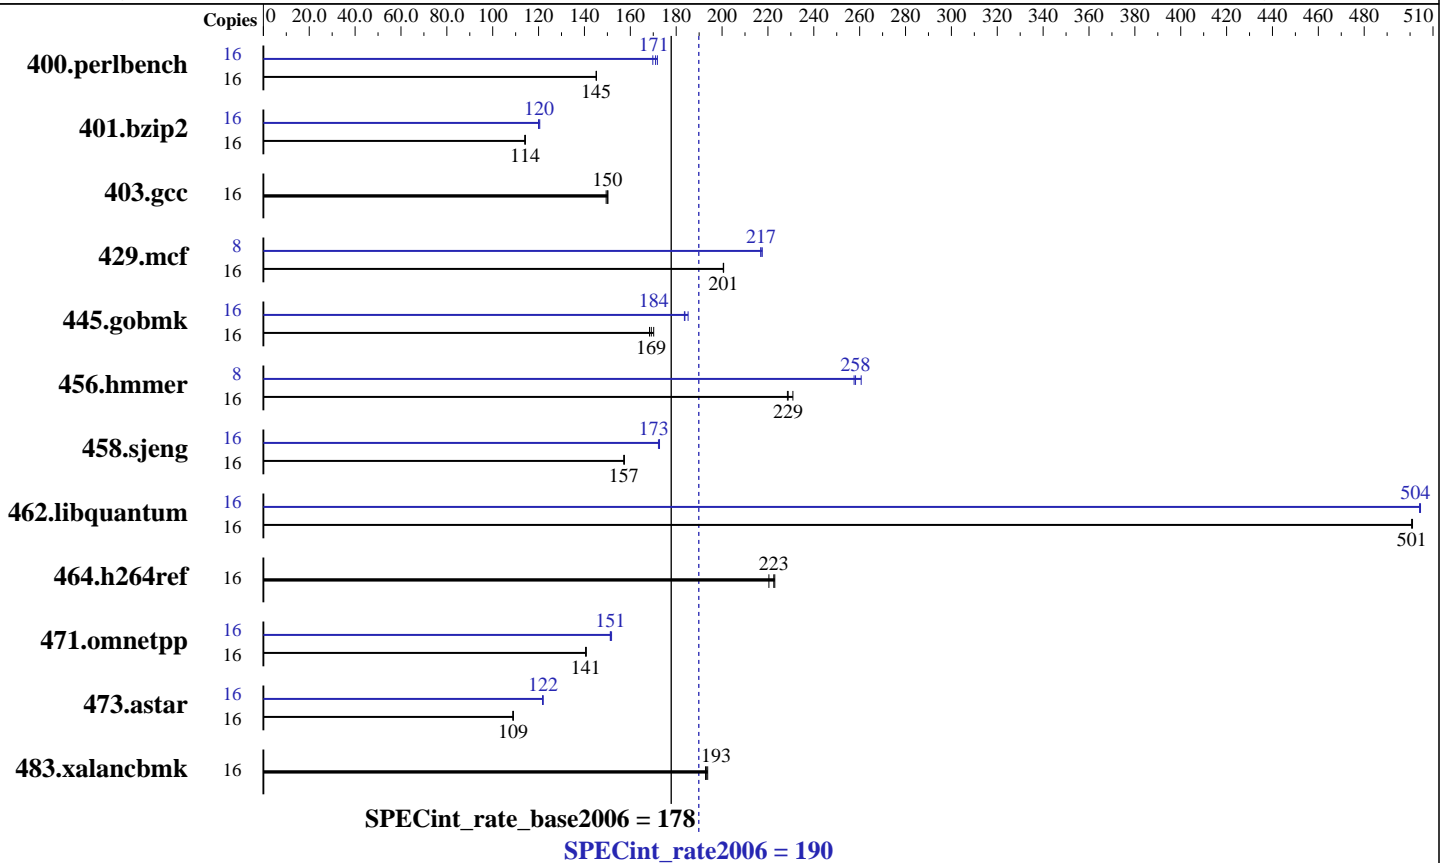 Copies 0 20.0 40.0 60.0 80.0 100 120 140 160 180 200 220 240 260 280 300 320 340 360 380 400 420 440 460 480 510
400.perlbench 16 171
16 145
401.bzip2 16 120
16 114
403.gcc 16 150
429.mcf 8 217
16 201
445.gobmk 16 184
16 169
456.hmmer 8 258
16 229
458.sjeng 16 173
16 157
462.libquantum 16 504
16 501
464.h264ref 16 223
471.omnetpp 16 151
16 141
473.astar 16 122
16 109
483.xalancbmk 16 193
SPECint_rate_base2006 = 178
SPECint_rate2006 = 190